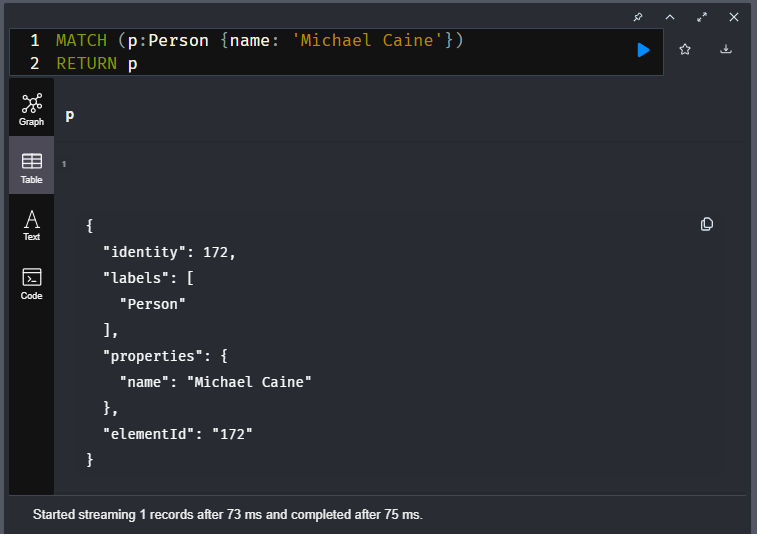 1 MATCH (p:Person {name: 'Michael Caine'})
2 RETURN p
Graph
p
1
Table
Text
Code
{
"identity": 172,
"labels": [
"Person"
],
"properties": {
"name": "Michael Caine"
},
"elementId": "172"
}
Started streaming 1 records after 73 ms and completed after 75 ms.